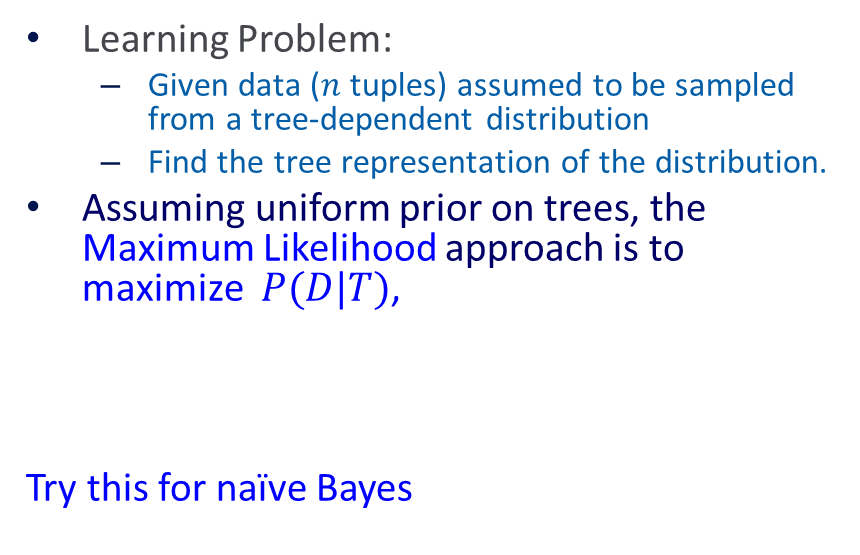 • Learning Problem:
– Given data (𝑛 tuples) assumed to be sampled
from a tree-dependent distribution
– Find the tree representation of the distribution.
• Assuming uniform prior on trees, the
Maximum Likelihood approach is to
maximize 𝑃(𝐷|𝑇),
Try this for naïve Bayes